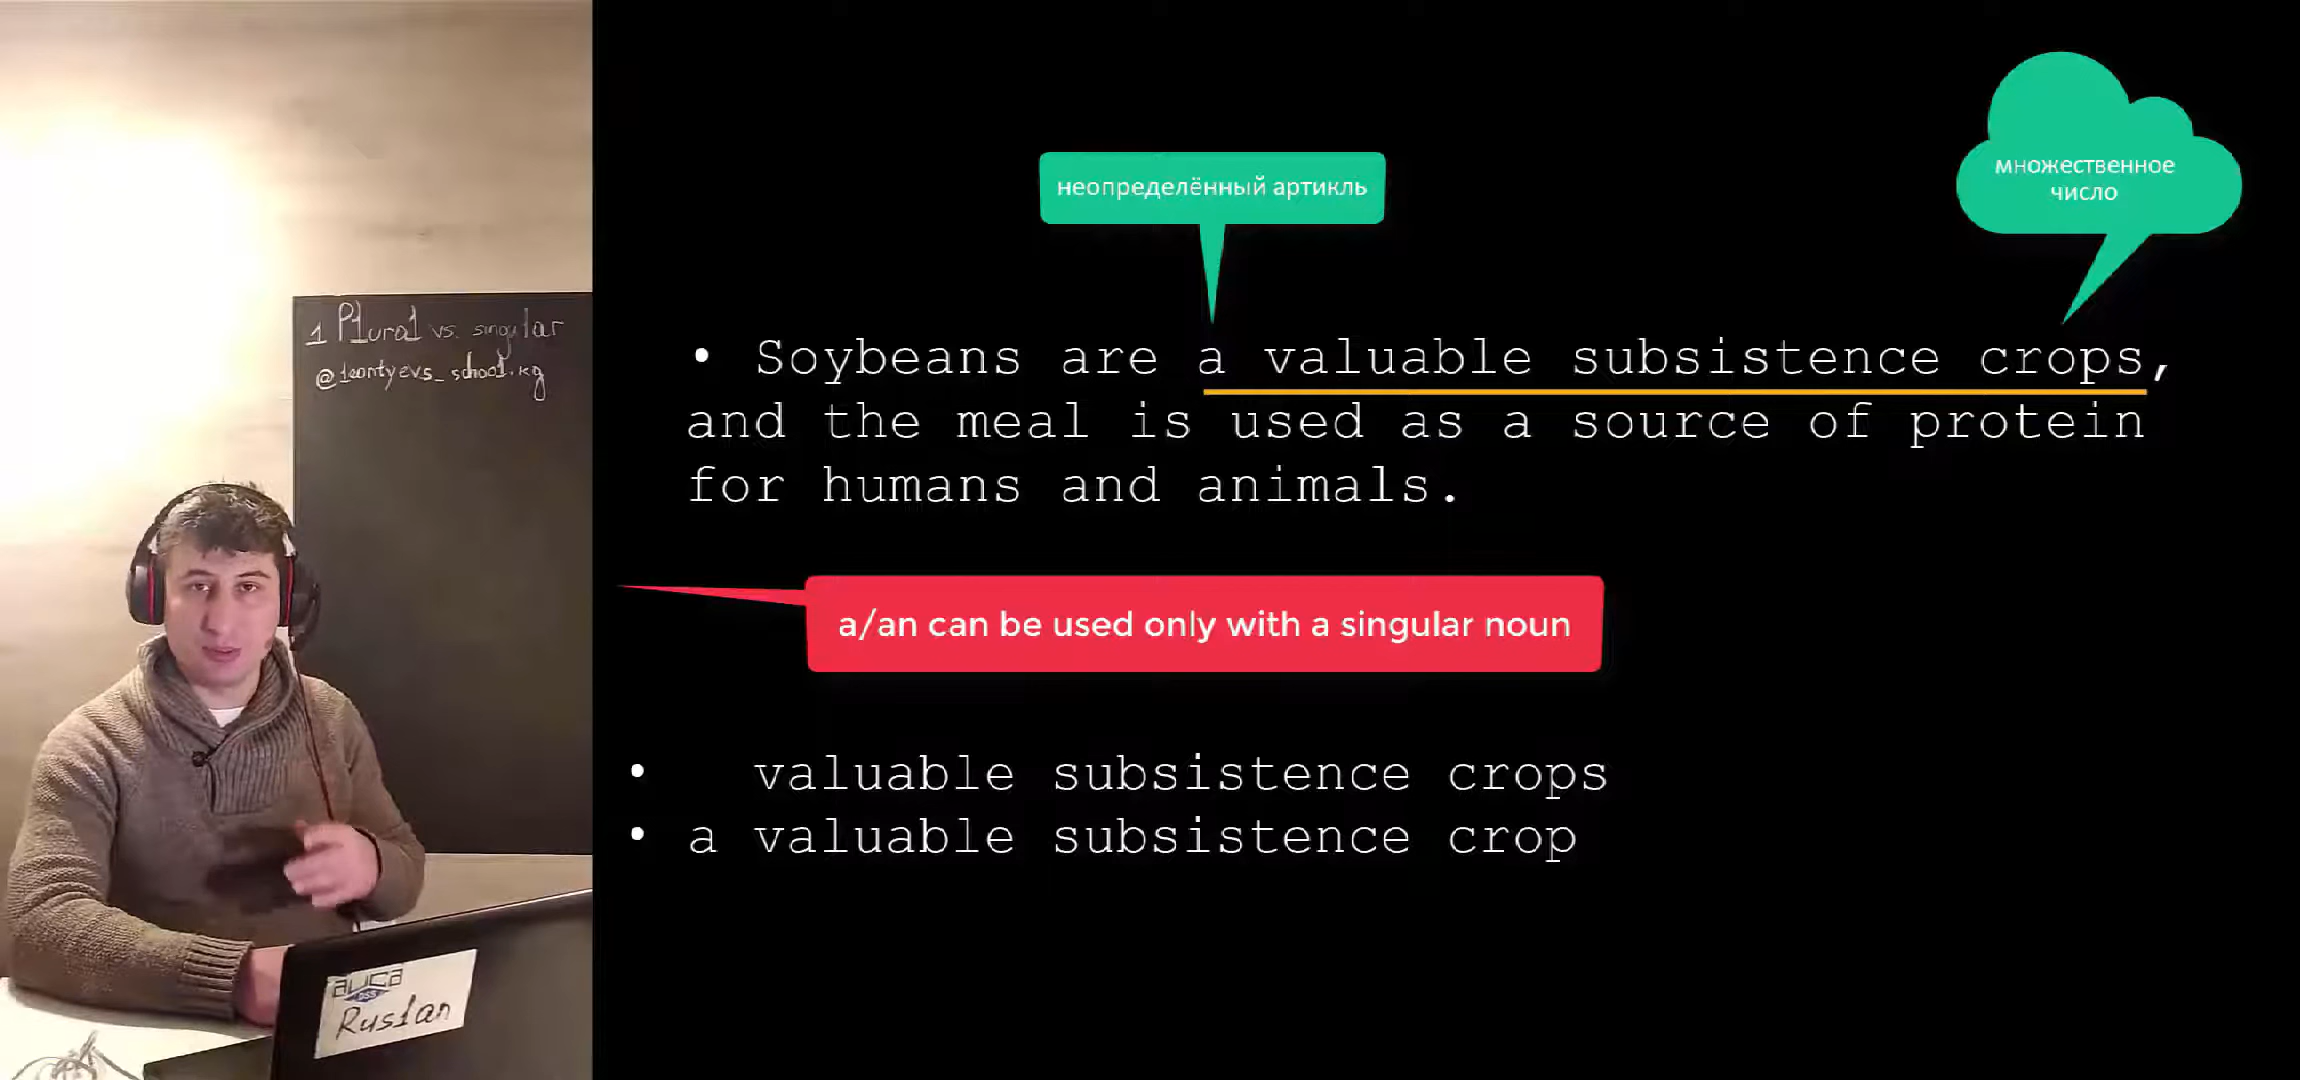 1 Plural vs. singular
@leontyevs_school.kg
auca
DSS
Ruslan
неопределённый артикль
множественное
число
• Soybeans are a valuable subsistence crops,
and the meal is used as a source of protein
for humans and animals.
a/an can be used only with a singular noun
• valuable subsistence crops
• a valuable subsistence crop